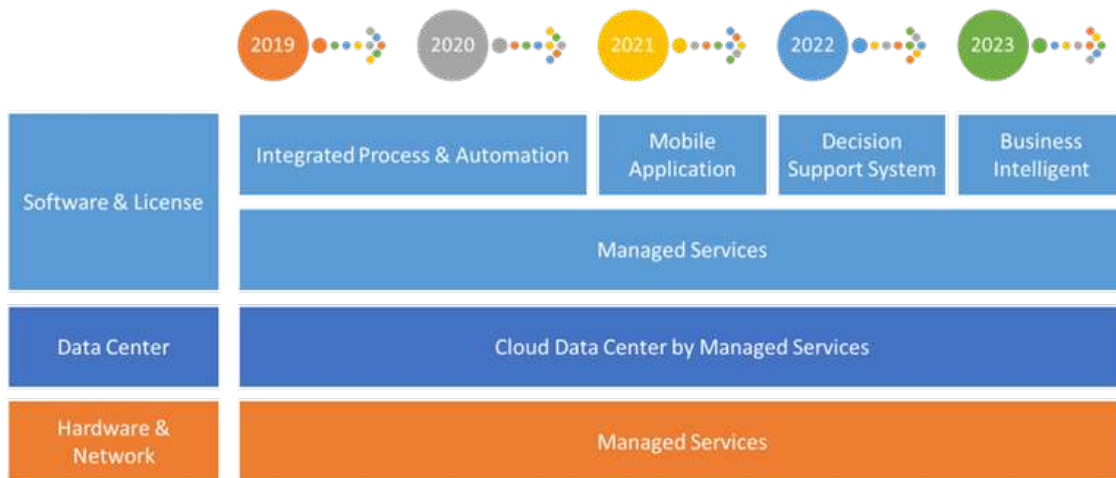 2019
2020
2021
2022
2023
Software & License
Integrated Process & Automation
Mobile
Application
Decision
Support System
Business
Intelligent
Managed Services
Data Center
Cloud Data Center by Managed Services
Hardware &
Network
Managed Services